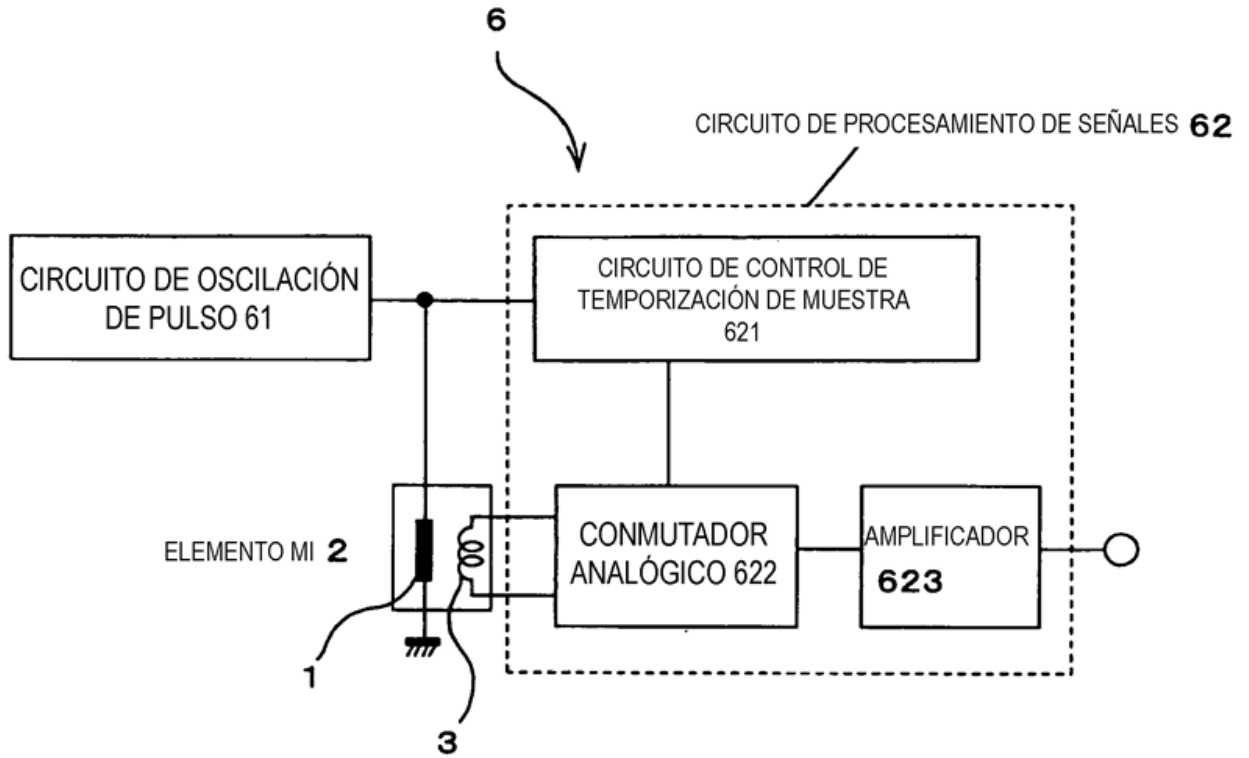 6
CIRCUITO DE PROCESAMIENTO DE SEÑALES 62
CIRCUITO DE OSCILACIÓN
DE PULSO 61
CIRCUITO DE CONTROL DE
TEMPORIZACIÓN DE MUESTRA
621
ELEMENTO MI 2
CONMUTADOR
ANALÓGICO 622
AMPLIFICADOR
623
1
3